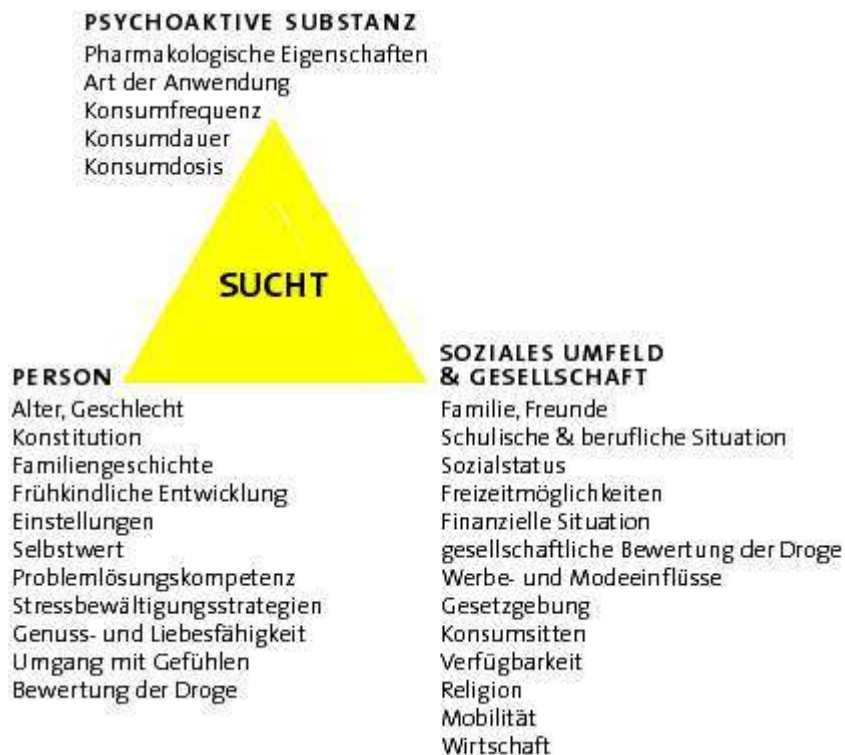 PSYCHOAKTIVE SUBSTANZ
Pharmakologische Eigenschaften
Art der Anwendung
Konsumfrequenz
Konsumdauer
Konsumdosis
SUCHT
PERSON
Alter, Geschlecht
Konstitution
Familiengeschichte
Frühkindliche Entwicklung
Einstellungen
Selbstwert
Problemlösungskompetenz
Stressbewältigungsstrategien
Genuss- und Liebesfähigkeit
Umgang mit Gefühlen
Bewertung der Droge
SOZIALES UMFELD
& GESELLSCHAFT
Familie, Freunde
Schulische & berufliche Situation
Sozialstatus
Freizeitmöglichkeiten
Finanzielle Situation
gesellschaftliche Bewertung der Droge
Werbe- und Modeeinflüsse
Gesetzgebung
Konsumsitten
Verfügbarkeit
Religion
Mobilität
Wirtschaft